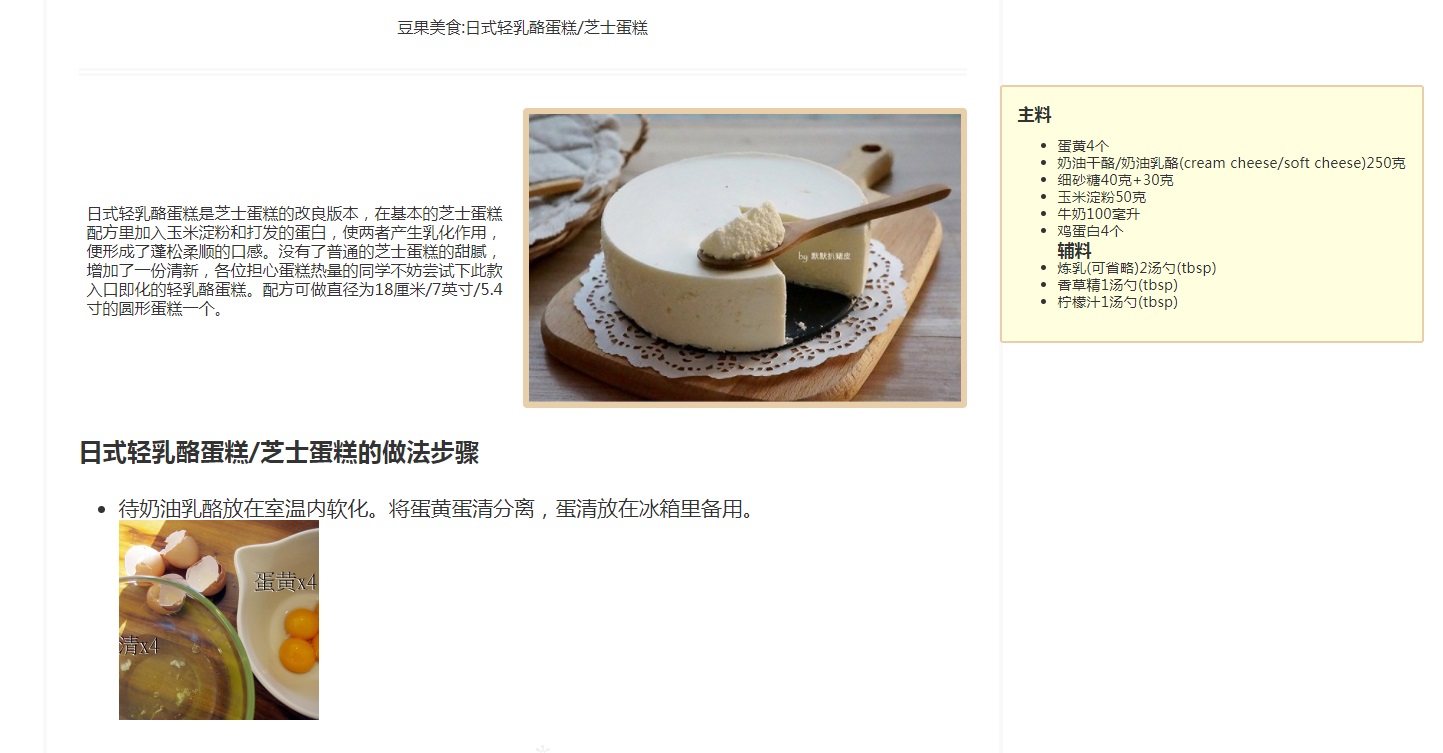 豆果美食:日式轻乳酪蛋糕/芝士蛋糕
日式轻乳酪蛋糕是芝士蛋糕的改良版本，在基本的芝士蛋糕
配方里加入玉米淀粉和打发的蛋白，使两者产生乳化作用，
便形成了蓬松柔顺的口感。没有了普通的芝士蛋糕的甜腻，
增加了一份清新，各位担心蛋糕热量的同学不妨尝试下此款
入口即化的轻乳酪蛋糕。配方可做直径为18厘米/7英寸/5.4
寸的圆形蛋糕一个。
by 默默扒豬皮
主料
蛋黄4个
奶油干酪/奶油乳酪(cream cheese/soft cheese)250克
细砂糖40克+30克
玉米淀粉50克
牛奶100毫升
鸡蛋白4个
辅料
炼乳(可省略)2汤勺(tbsp)
香草精1汤勺(tbsp)
柠檬汁1汤勺(tbsp)
日式轻乳酪蛋糕/芝士蛋糕的做法步骤
待奶油乳酪放在室温内软化。将蛋黄蛋清分离，蛋清放在冰箱里备用。
蛋黄x4
清x4